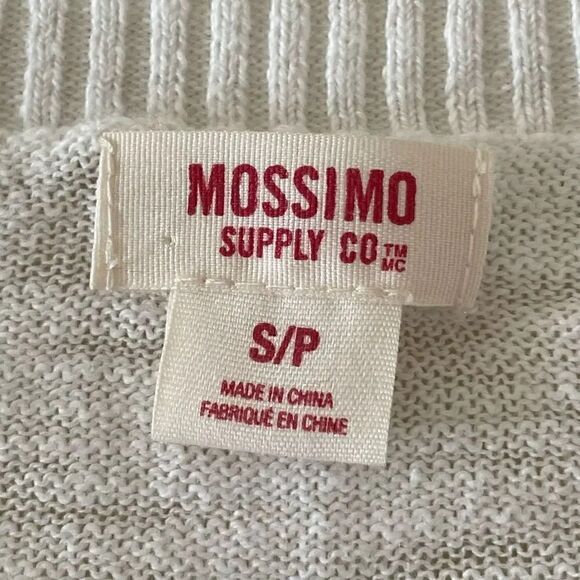 MOSSIMO
SUPPLY CO ™ MC
S/P
MADE IN CHINA
FABRIQUÉ EN CHINE